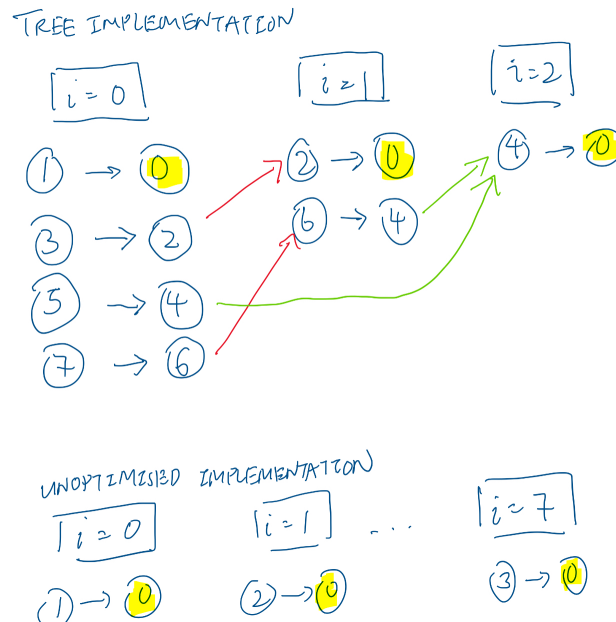 TREE IMPLEMENTATION
i = 0 i = 1 i = 2
1 → 0 2 → 0 4 → 0
3 → 2 6 → 4
5 → 4
7 → 6
UNOPTIMISED IMPLEMENTATION
i = 0 i = 1 ... i = 7
1 → 0 2 → 0 3 → 0